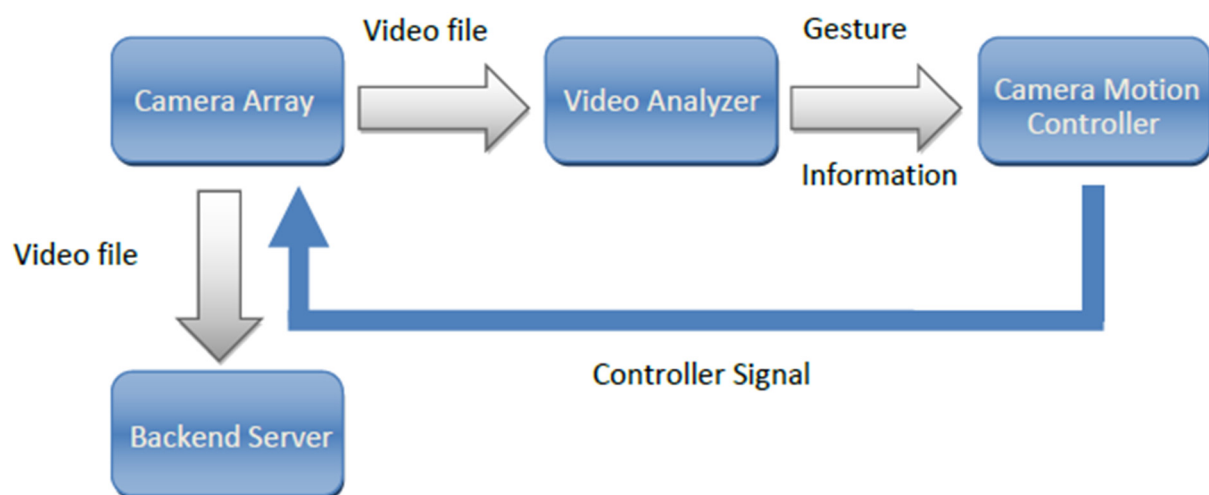 Video file
Gesture
Camera Array
Video Analyzer
Camera Motion
Controller
Information
Video file
Controller Signal
Backend Server